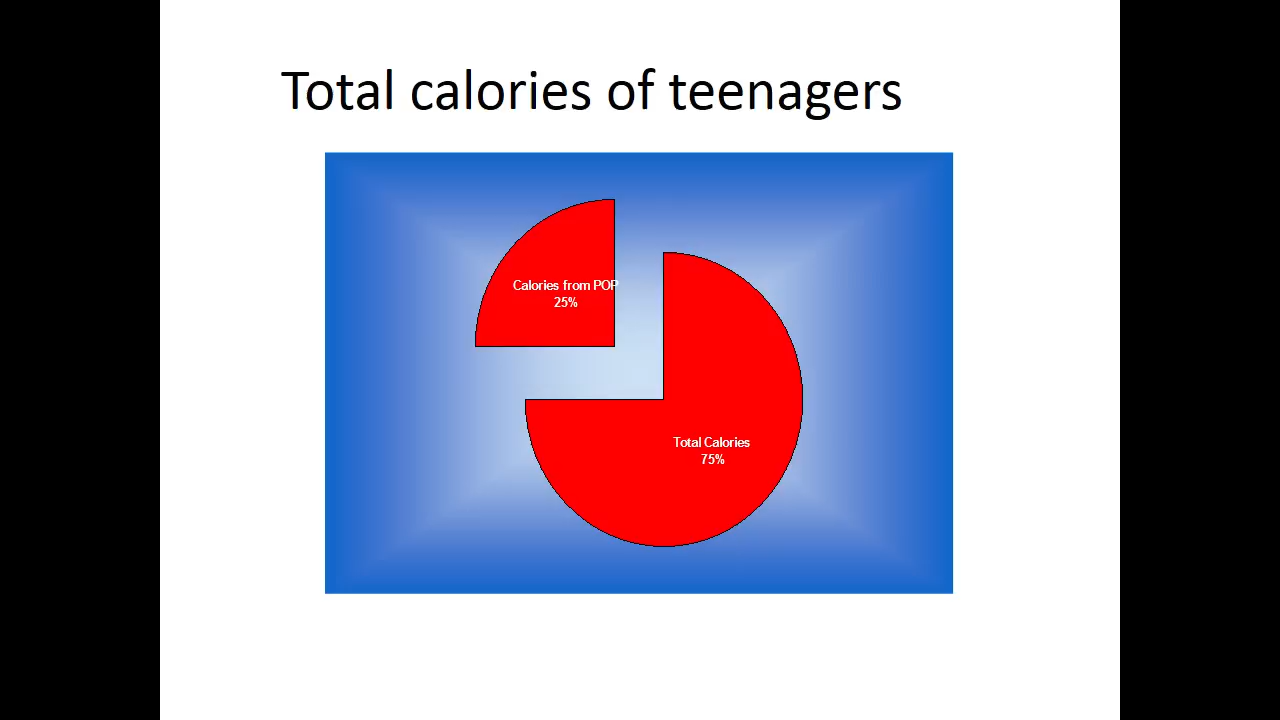 Total calories of teenagers
Calories from POP
25%
Total Calories
75%